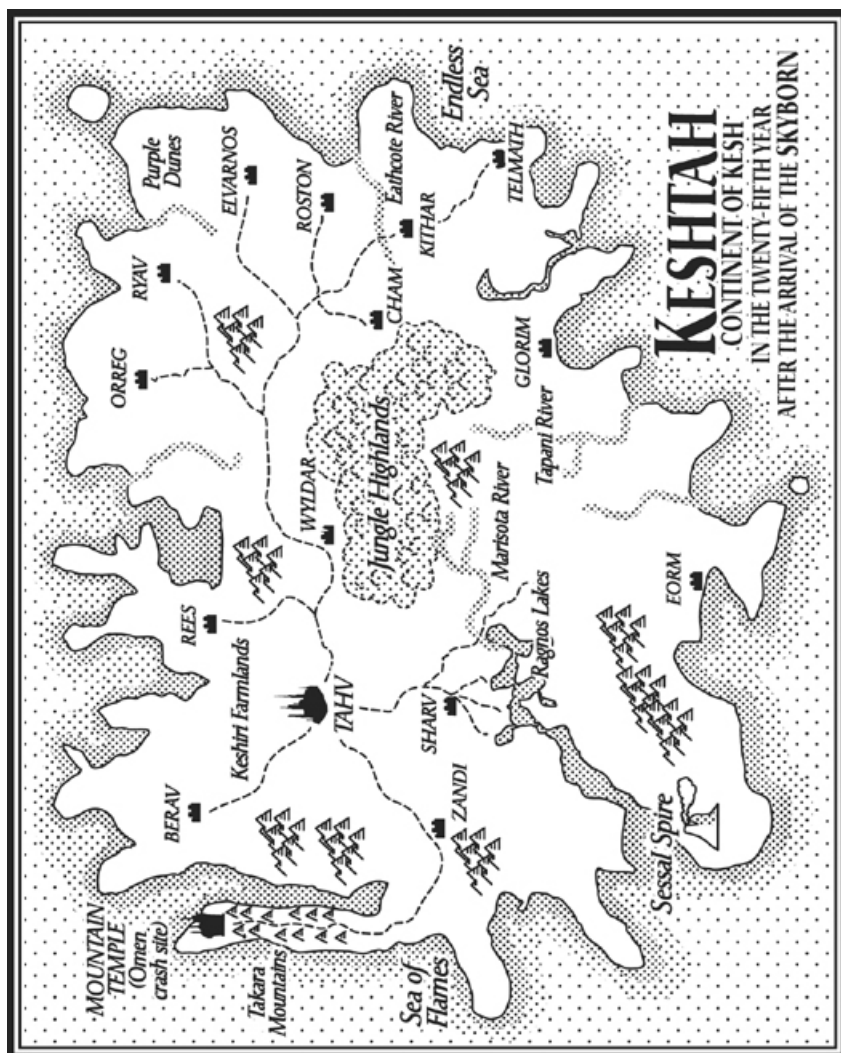 MOUNTAIN
TEMPLE
(Omen
crash site)
ORREG
RYAV
Purple
Dunes
BERAV
REES
ELVARNOS
Takara
Mountains
Keshiri Farmlands
WYLDAR
ROSTON
TAHV
Jungle Highlands
CHAM
Eathcote River
Sea of
Flames
SHARV
KITHAR
Endless
Sea
ZANDI
Marisota River
TELMATH
Ragnos Lakes
GLORIM
Tapani River
Sessal Spire
EORM
KESHTAH
CONTINENT OF KESH
IN THE TWENTY-FIFTH YEAR
AFTER THE ARRIVAL OF THE SKYBORN